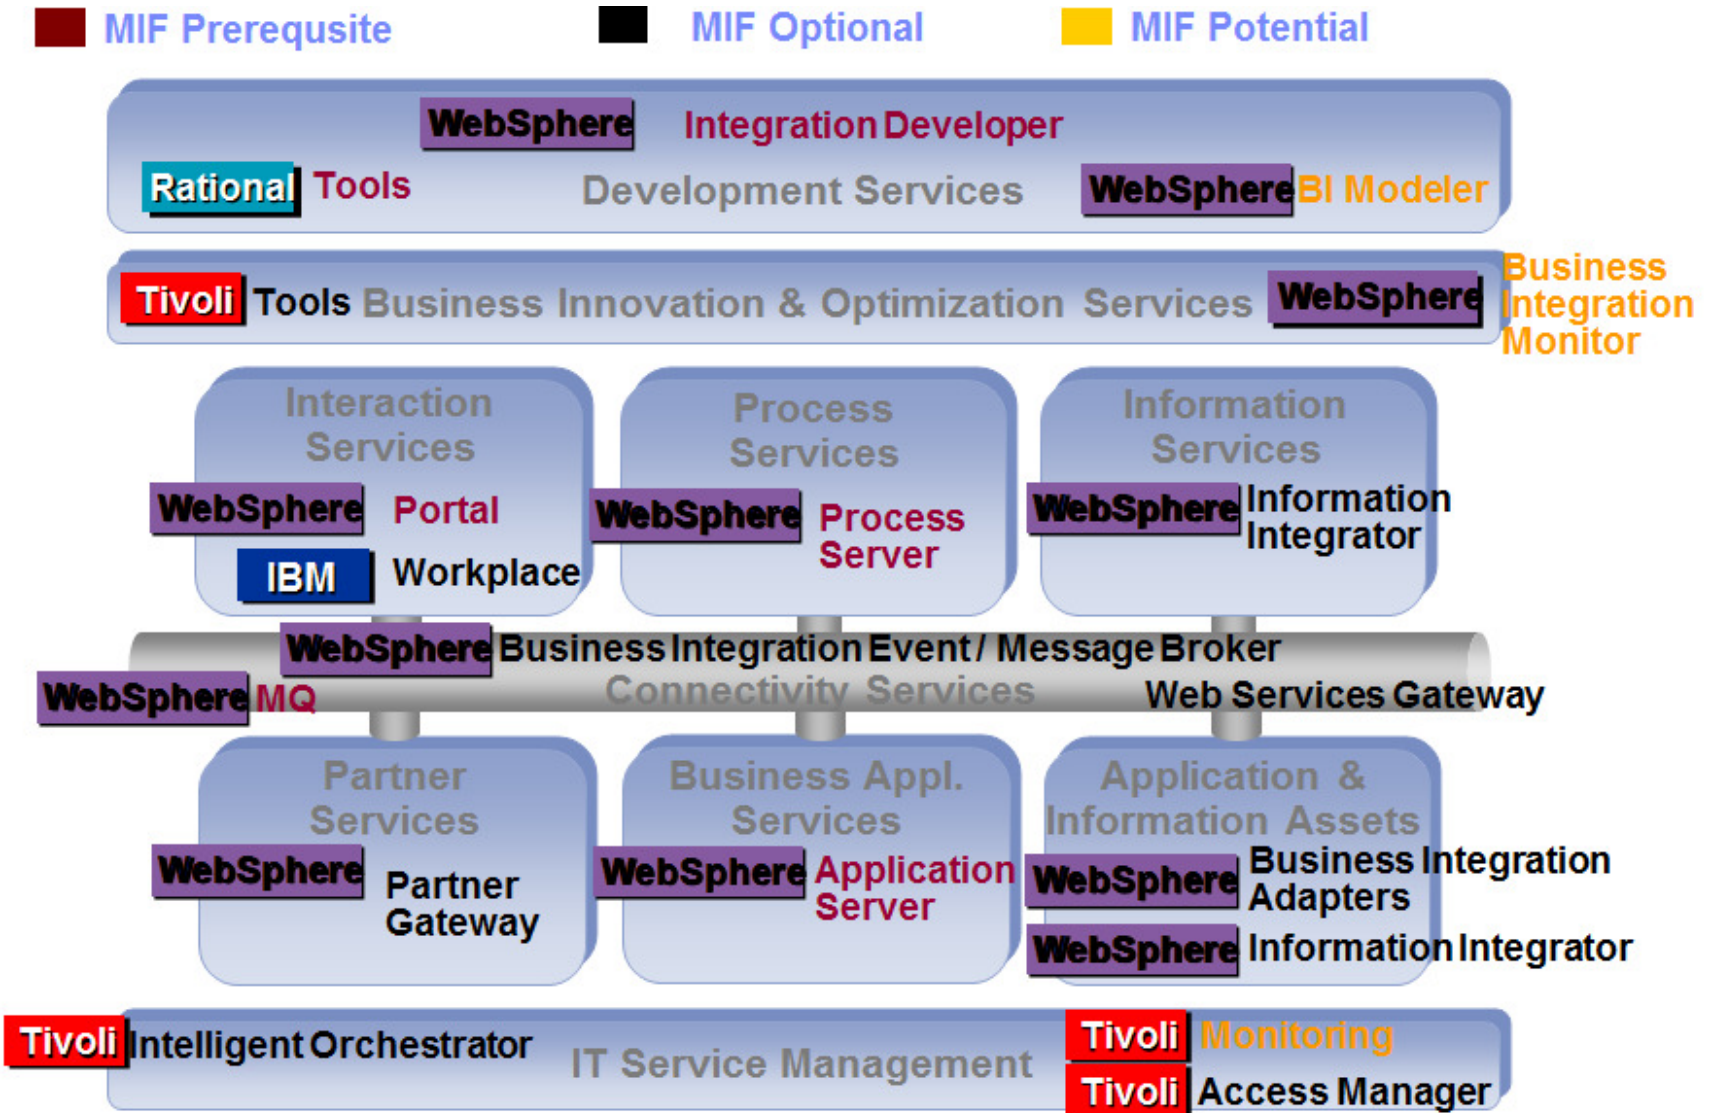 MIF Prerequsite MIF Optional MIF Potential
WebSphere Integration Developer
Rational Tools Development Services WebSphere BI Modeler
Tivoli Tools Business Innovation & Optimization Services WebSphere
Business
Integration
Monitor
Interaction
Services
WebSphere Portal
IBM Workplace
Process
Services
WebSphere Process
Server
Information
Services
WebSphere Information
Integrator
WebSphere Business Integration Event / Message Broker
WebSphere MQ Connectivity Services Web Services Gateway
Partner
Services
WebSphere Partner
Gateway
Business Appl.
Services
WebSphere Application
Server
Application &
Information Assets
WebSphere Business Integration
Adapters
WebSphere Information Integrator
Tivoli Intelligent Orchestrator IT Service Management Tivoli Monitoring
Tivoli Access Manager